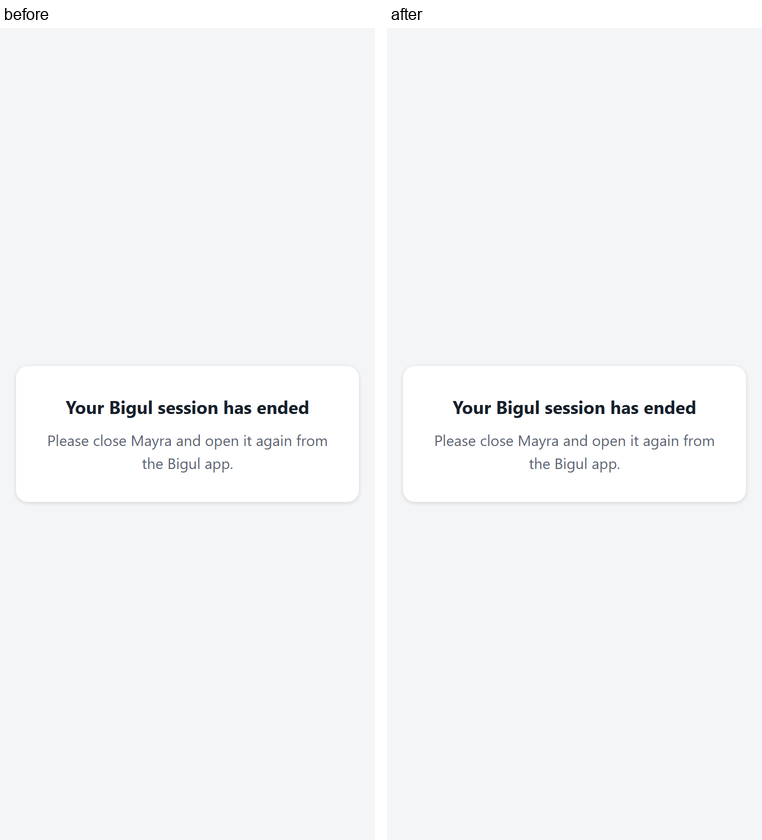 before
after
Your Bigul session has ended
Please close Mayra and open it again from
the Bigul app.
Your Bigul session has ended
Please close Mayra and open it again from
the Bigul app.